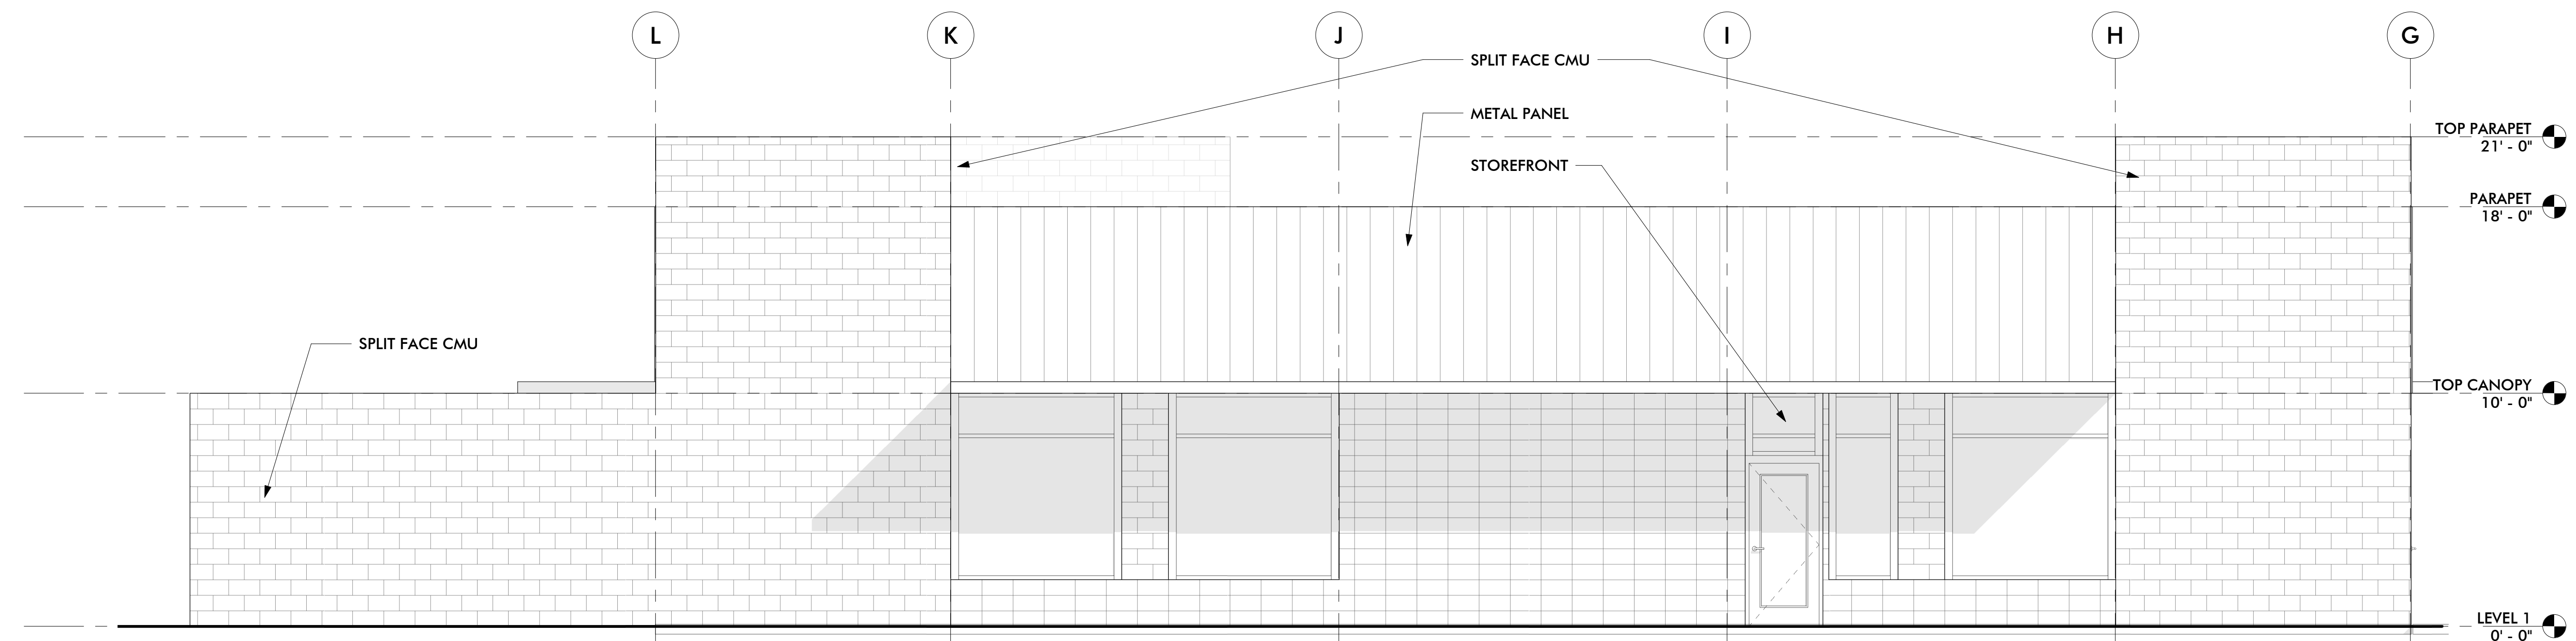 L
K
J
I
H
G
SPLIT FACE CMU
METAL PANEL
STOREFRONT
SPLIT FACE CMU
TOP PARAPET
21' - 0"
PARAPET
18' - 0"
TOP CANOPY
10' - 0"
LEVEL 1
0' - 0"